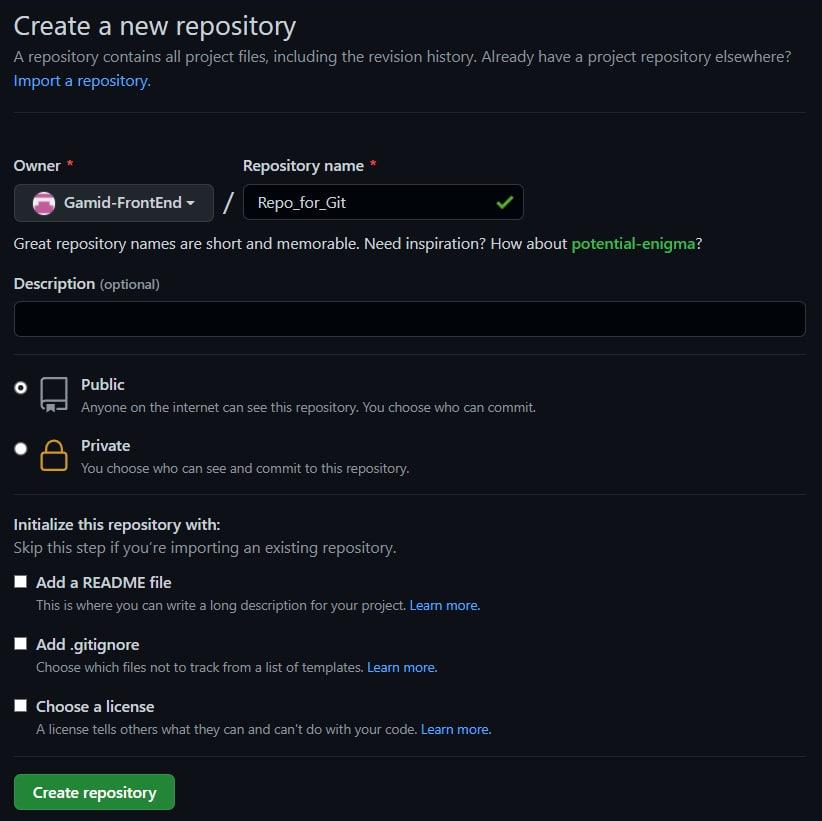 Create a new repository
A repository contains all project files, including the revision history. Already have a project repository elsewhere?
Import a repository.
Owner * Repository name *
Gamid-FrontEnd / Repo_for_Git
Great repository names are short and memorable. Need inspiration? How about potential-enigma?
Description (optional)
Public
Anyone on the internet can see this repository. You choose who can commit.
Private
You choose who can see and commit to this repository.
Initialize this repository with:
Skip this step if you’re importing an existing repository.
Add a README file
This is where you can write a long description for your project. Learn more.
Add .gitignore
Choose which files not to track from a list of templates. Learn more.
Choose a license
A license tells others what they can and can't do with your code. Learn more.
Create repository